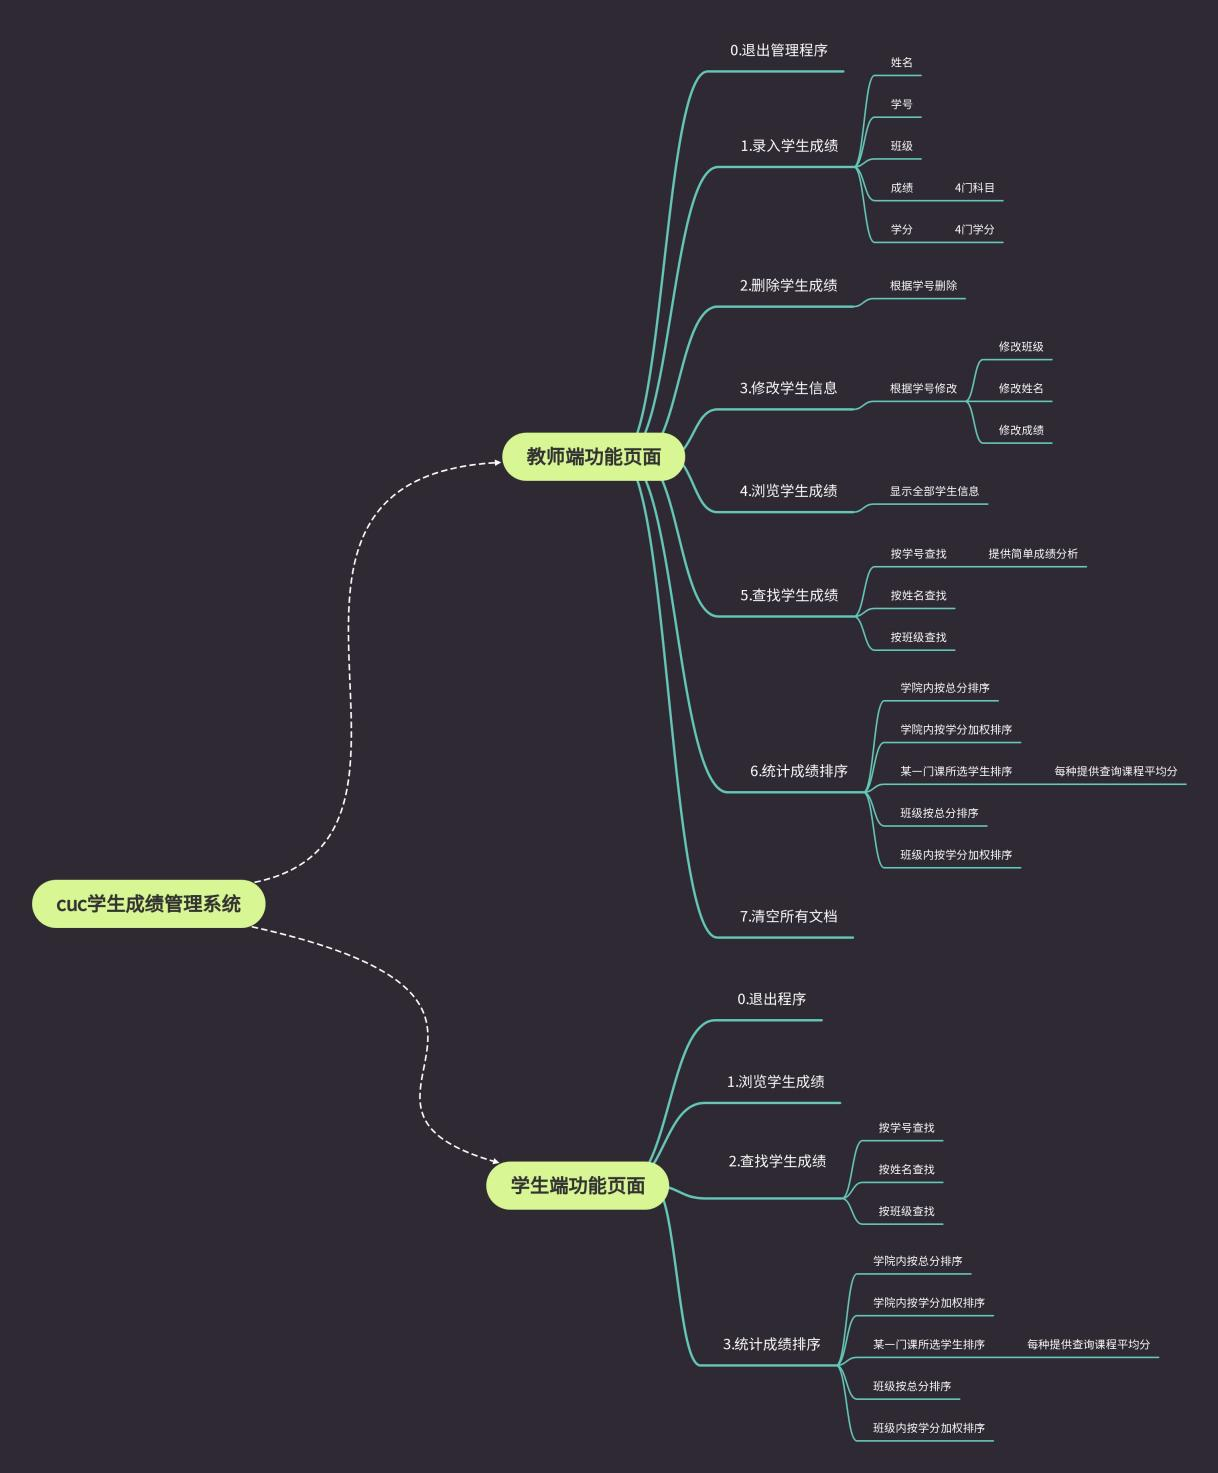 0.退出管理程序
1.录入学生成绩
姓名
学号
班级
成绩
4门科目
学分
4门学分
2.删除学生成绩
根据学号删除
3.修改学生信息
根据学号修改
修改班级
修改姓名
修改成绩
教师端功能页面
4.浏览学生成绩
显示全部学生信息
5.查找学生成绩
按学号查找
提供简单成绩分析
按姓名查找
按班级查找
6.统计成绩排序
学院内按总分排序
学院内按学分加权排序
某一门课所选学生排序
每种提供查询课程平均分
班级按总分排序
班级内按学分加权排序
7.清空所有文档
cuc学生成绩管理系统
0.退出程序
1.浏览学生成绩
2.查找学生成绩
按学号查找
按姓名查找
按班级查找
学生端功能页面
3.统计成绩排序
学院内按总分排序
学院内按学分加权排序
某一门课所选学生排序
每种提供查询课程平均分
班级按总分排序
班级内按学分加权排序